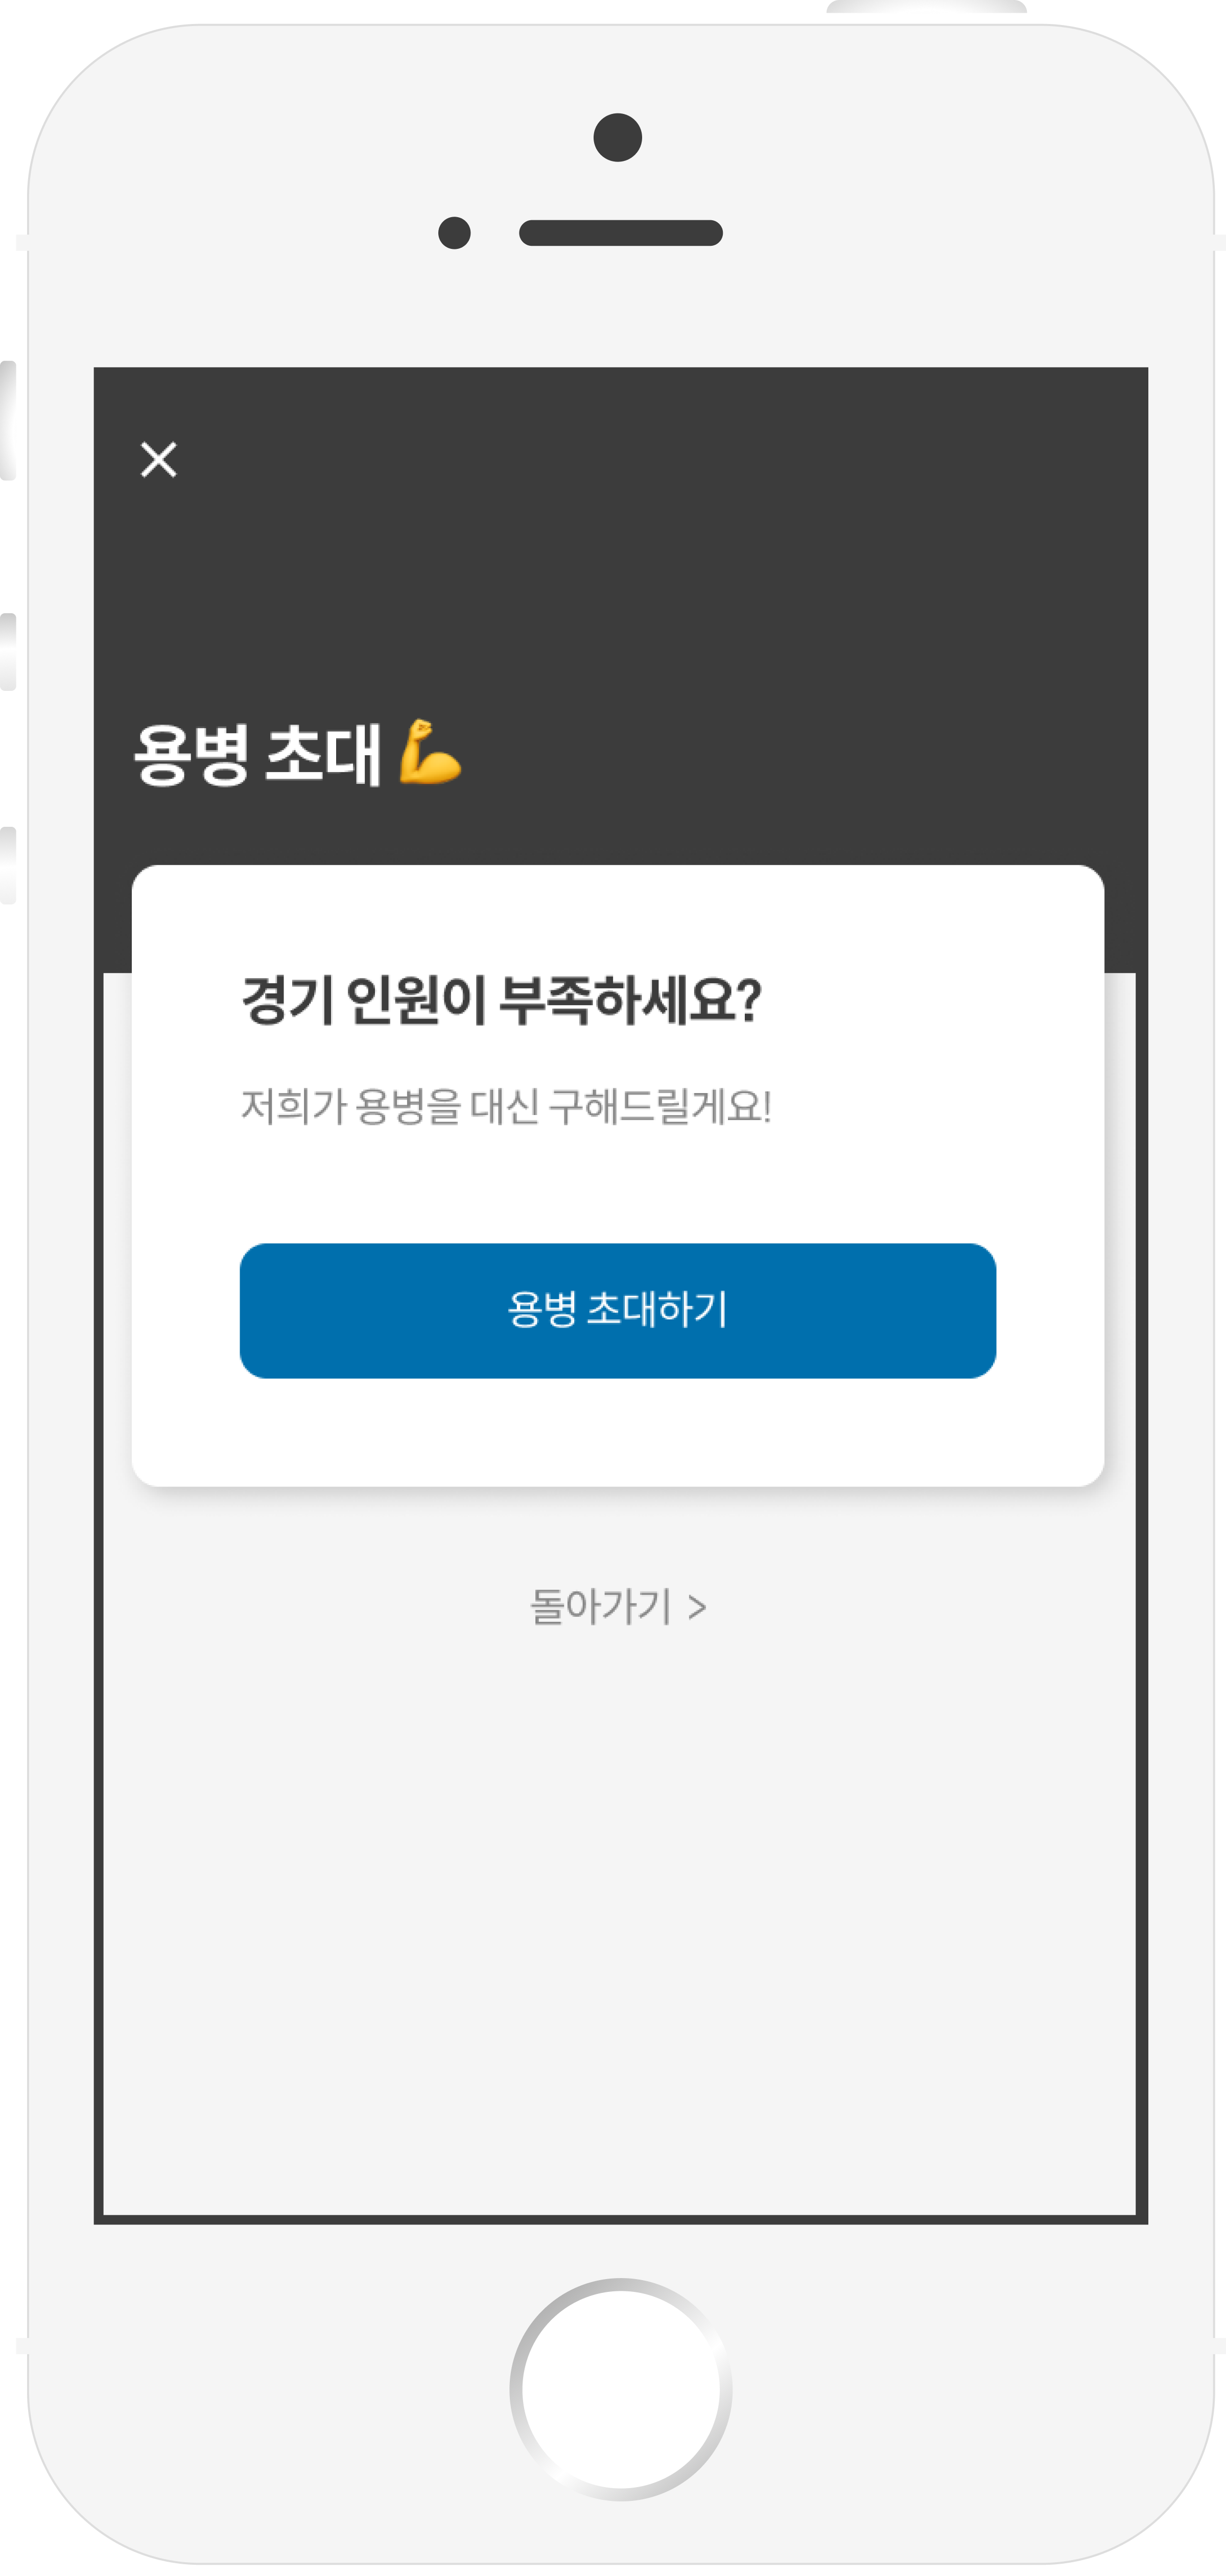 용병 초대 💪
경기 인원이 부족하세요?
저희가 용병을 대신 구해드릴게요!
용병 초대하기
돌아가기 >